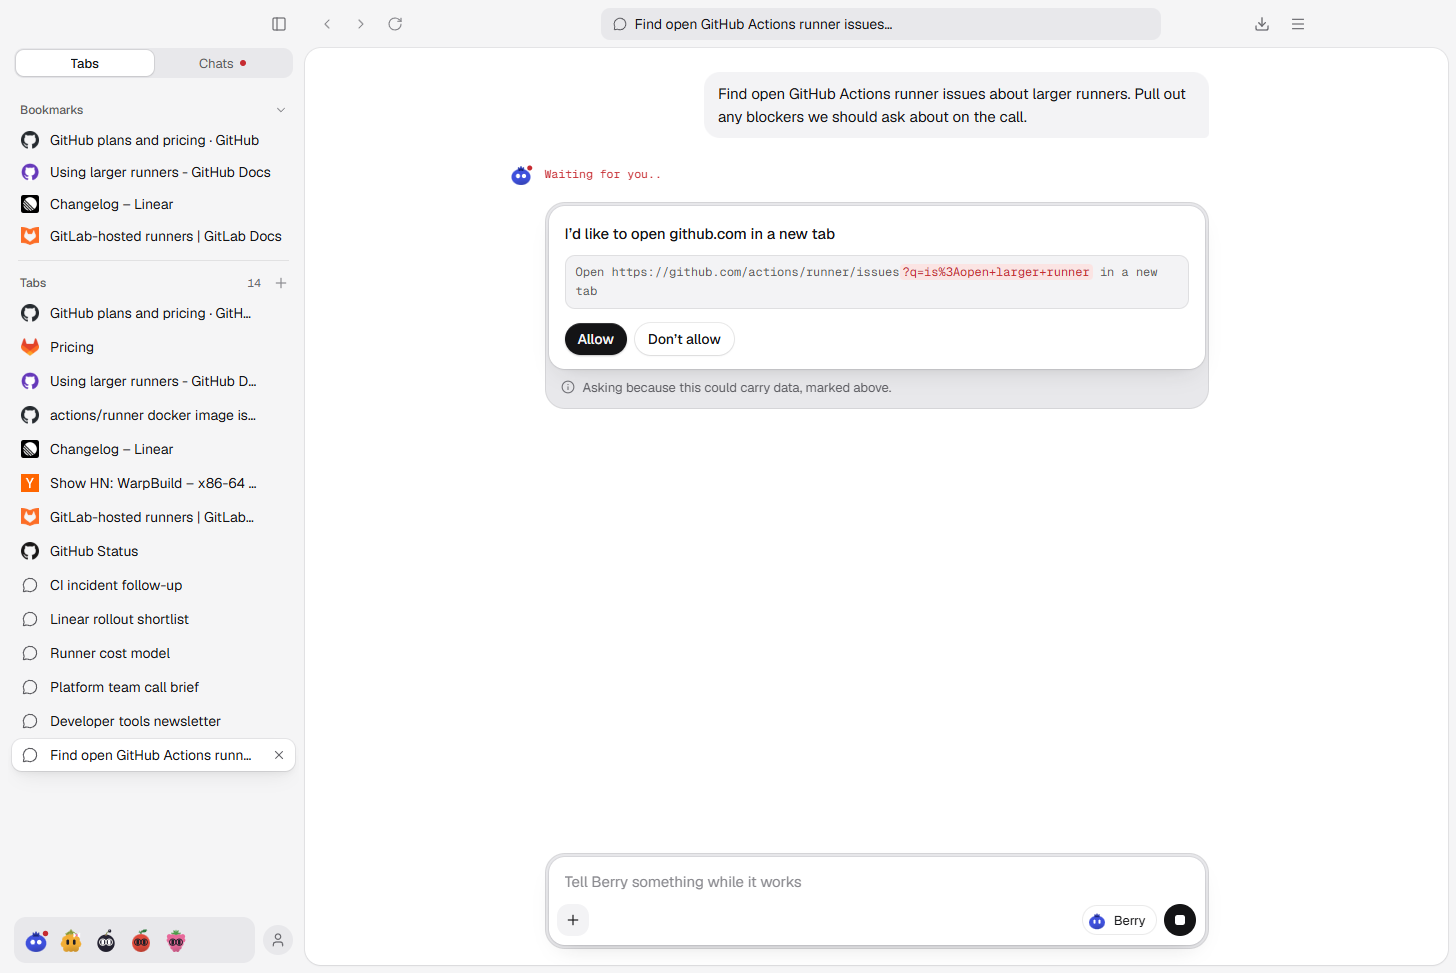 Find open GitHub Actions runner issues…
Tabs
Chats
Bookmarks
GitHub plans and pricing · GitHub
Using larger runners - GitHub Docs
Changelog – Linear
GitLab-hosted runners | GitLab Docs
Tabs
14
GitHub plans and pricing · GitH…
Pricing
Using larger runners - GitHub D…
actions/runner docker image is…
Changelog – Linear
Show HN: WarpBuild – x86-64 …
GitLab-hosted runners | GitLab…
GitHub Status
CI incident follow-up
Linear rollout shortlist
Runner cost model
Platform team call brief
Developer tools newsletter
Find open GitHub Actions runn…
Find open GitHub Actions runner issues about larger runners. Pull out
any blockers we should ask about on the call.
Waiting for you..
I’d like to open github.com in a new tab
Open https://github.com/actions/runner/issues?q=is%3Aopen+larger+runner in a new
tab
Allow
Don’t allow
Asking because this could carry data, marked above.
Tell Berry something while it works
Berry